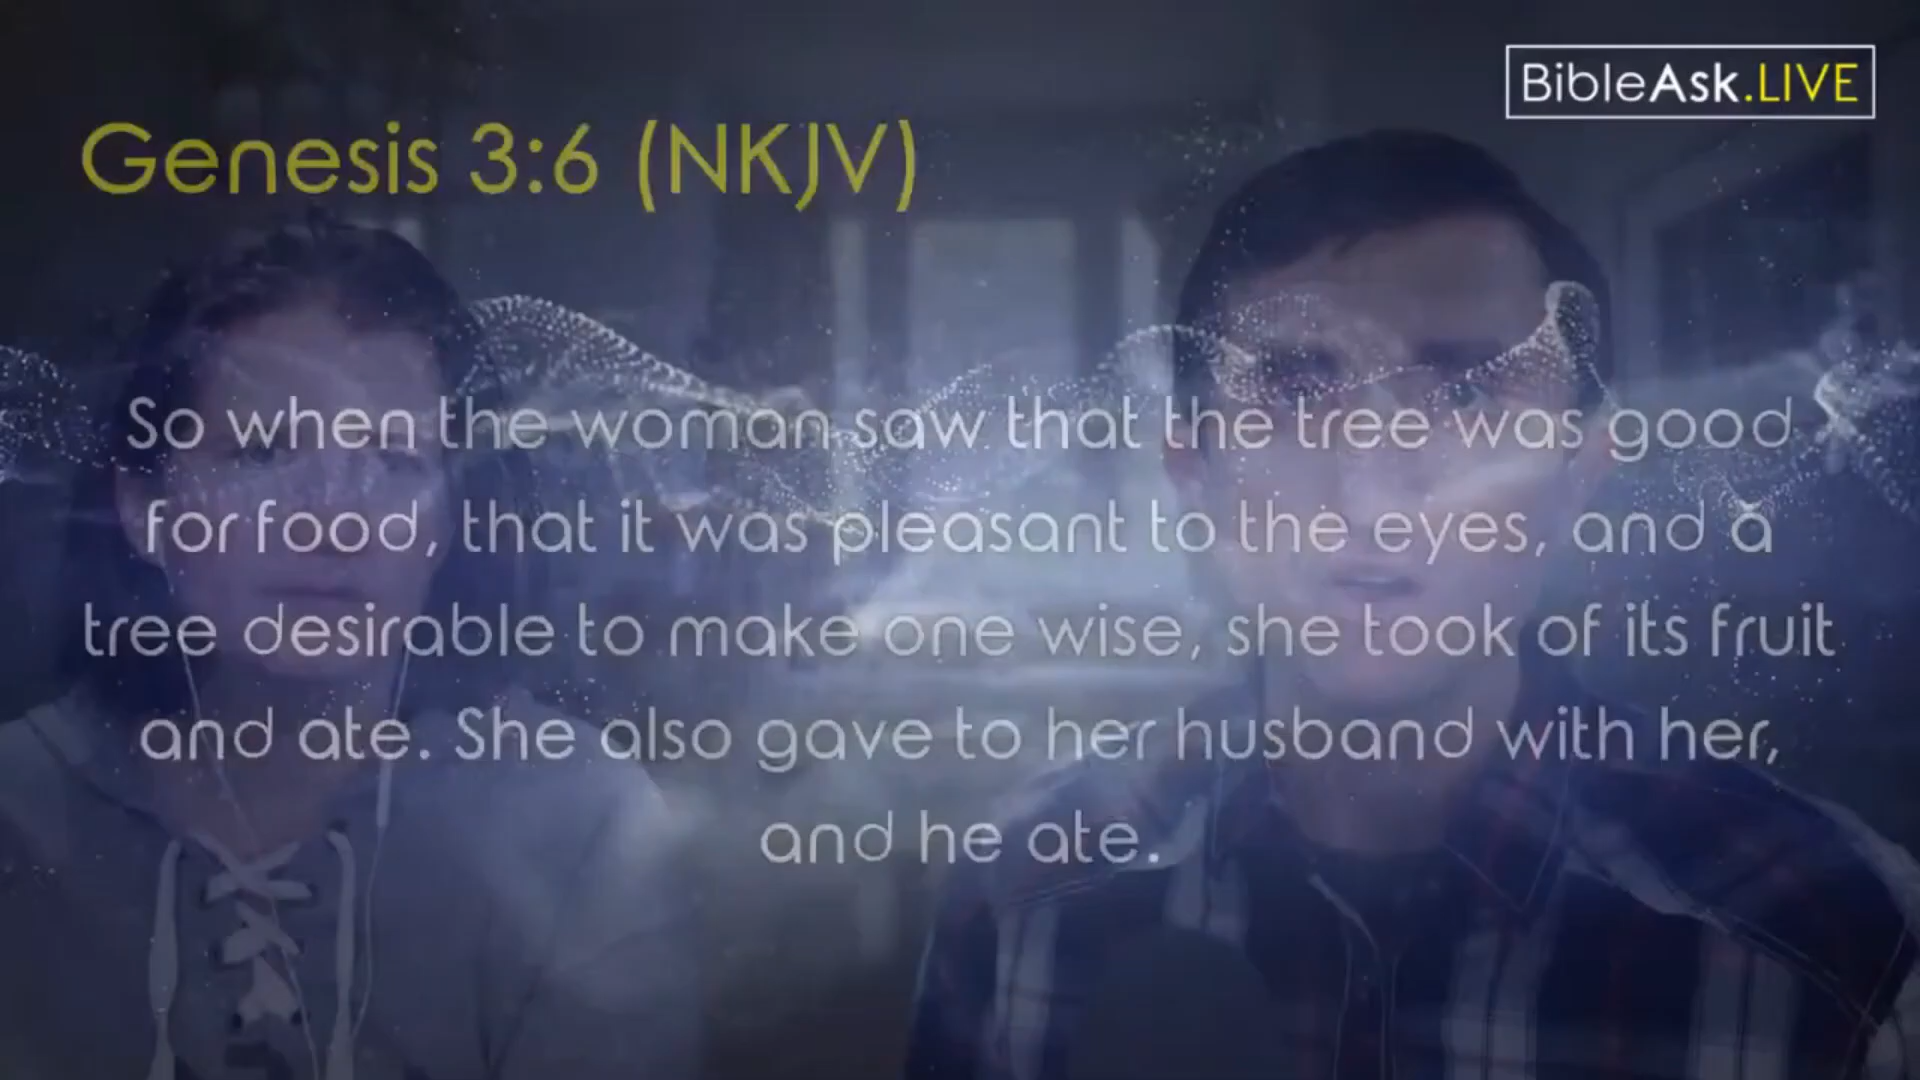 BibleAsk.LIVE
Genesis 3:6 (NKJV)
So when the woman saw that the tree was good
for food, that it was pleasant to the eyes, and a
tree desirable to make one wise, she took of its fruit
and ate. She also gave to her husband with her,
and he ate.